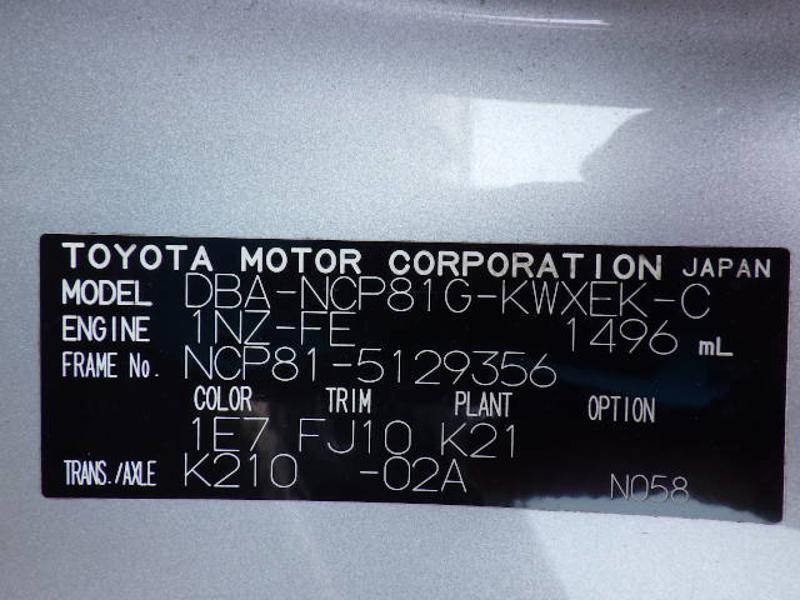 TOYOTA MOTOR CORPORATION JAPAN
MODEL DBA-NCP81G-KWXEK-C
ENGINE 1NZ-FE 1496 mL
FRAME No. NCP81-5129356
COLOR TRIM PLANT OPTION
1E7 FJ10 K21
TRANS./AXLE K210 -02A N058